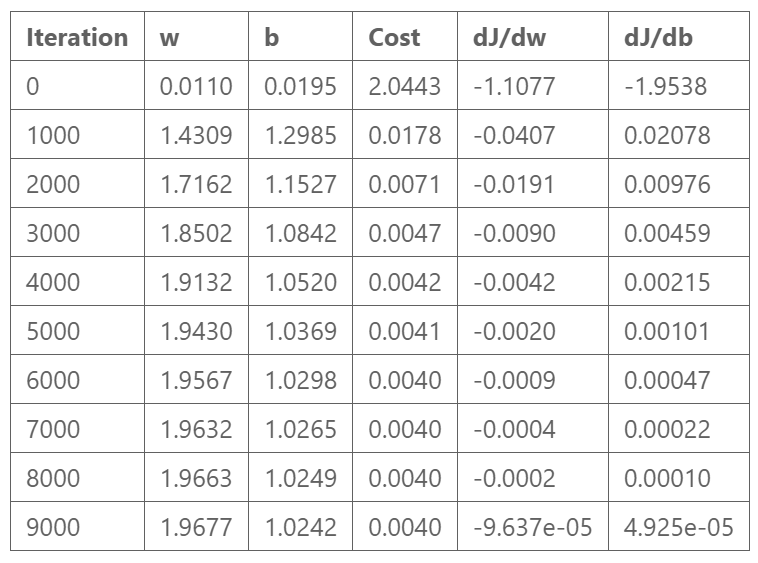 Iteration w b Cost dJ/dw dJ/db
0 0.0110 0.0195 2.0443 -1.1077 -1.9538
1000 1.4309 1.2985 0.0178 -0.0407 0.02078
2000 1.7162 1.1527 0.0071 -0.0191 0.00976
3000 1.8502 1.0842 0.0047 -0.0090 0.00459
4000 1.9132 1.0520 0.0042 -0.0042 0.00215
5000 1.9430 1.0369 0.0041 -0.0020 0.00101
6000 1.9567 1.0298 0.0040 -0.0009 0.00047
7000 1.9632 1.0265 0.0040 -0.0004 0.00022
8000 1.9663 1.0249 0.0040 -0.0002 0.00010
9000 1.9677 1.0242 0.0040 -9.637e-05 4.925e-05